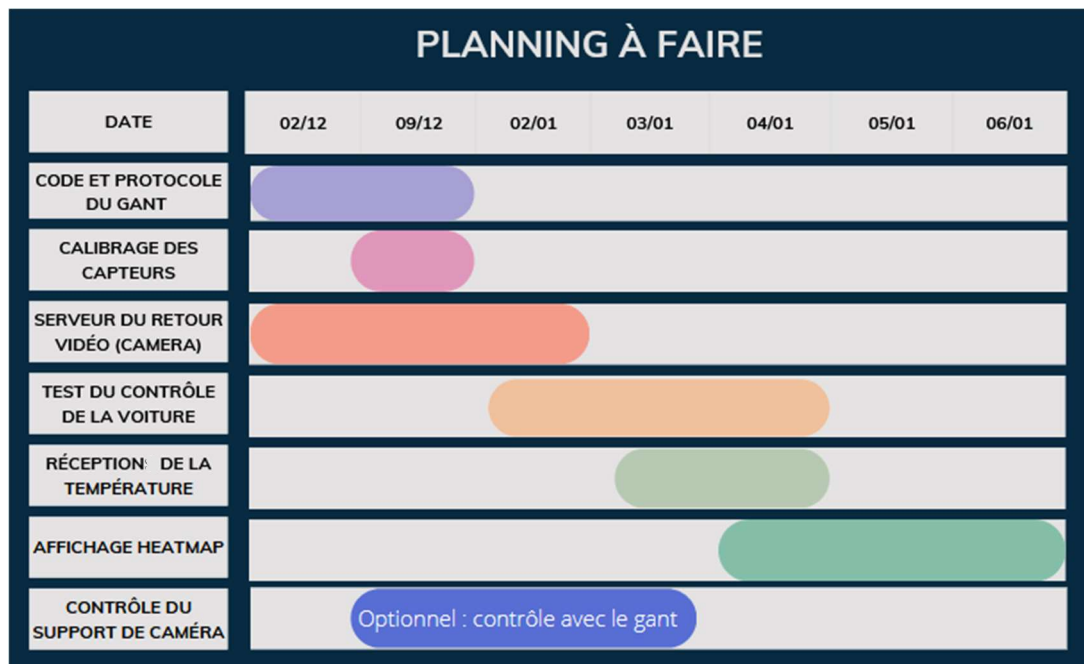 PLANNING À FAIRE
DATE 02/12 09/12 02/01 03/01 04/01 05/01 06/01
CODE ET PROTOCOLE
DU GANT
CALIBRAGE DES
CAPTEURS
SERVEUR DU RETOUR
VIDÉO (CAMERA)
TEST DU CONTRÔLE
DE LA VOITURE
RÉCEPTION DE LA
TEMPÉRATURE
AFFICHAGE HEATMAP
CONTRÔLE DU
SUPPORT DE CAMÉRA
Optionnel : contrôle avec le gant